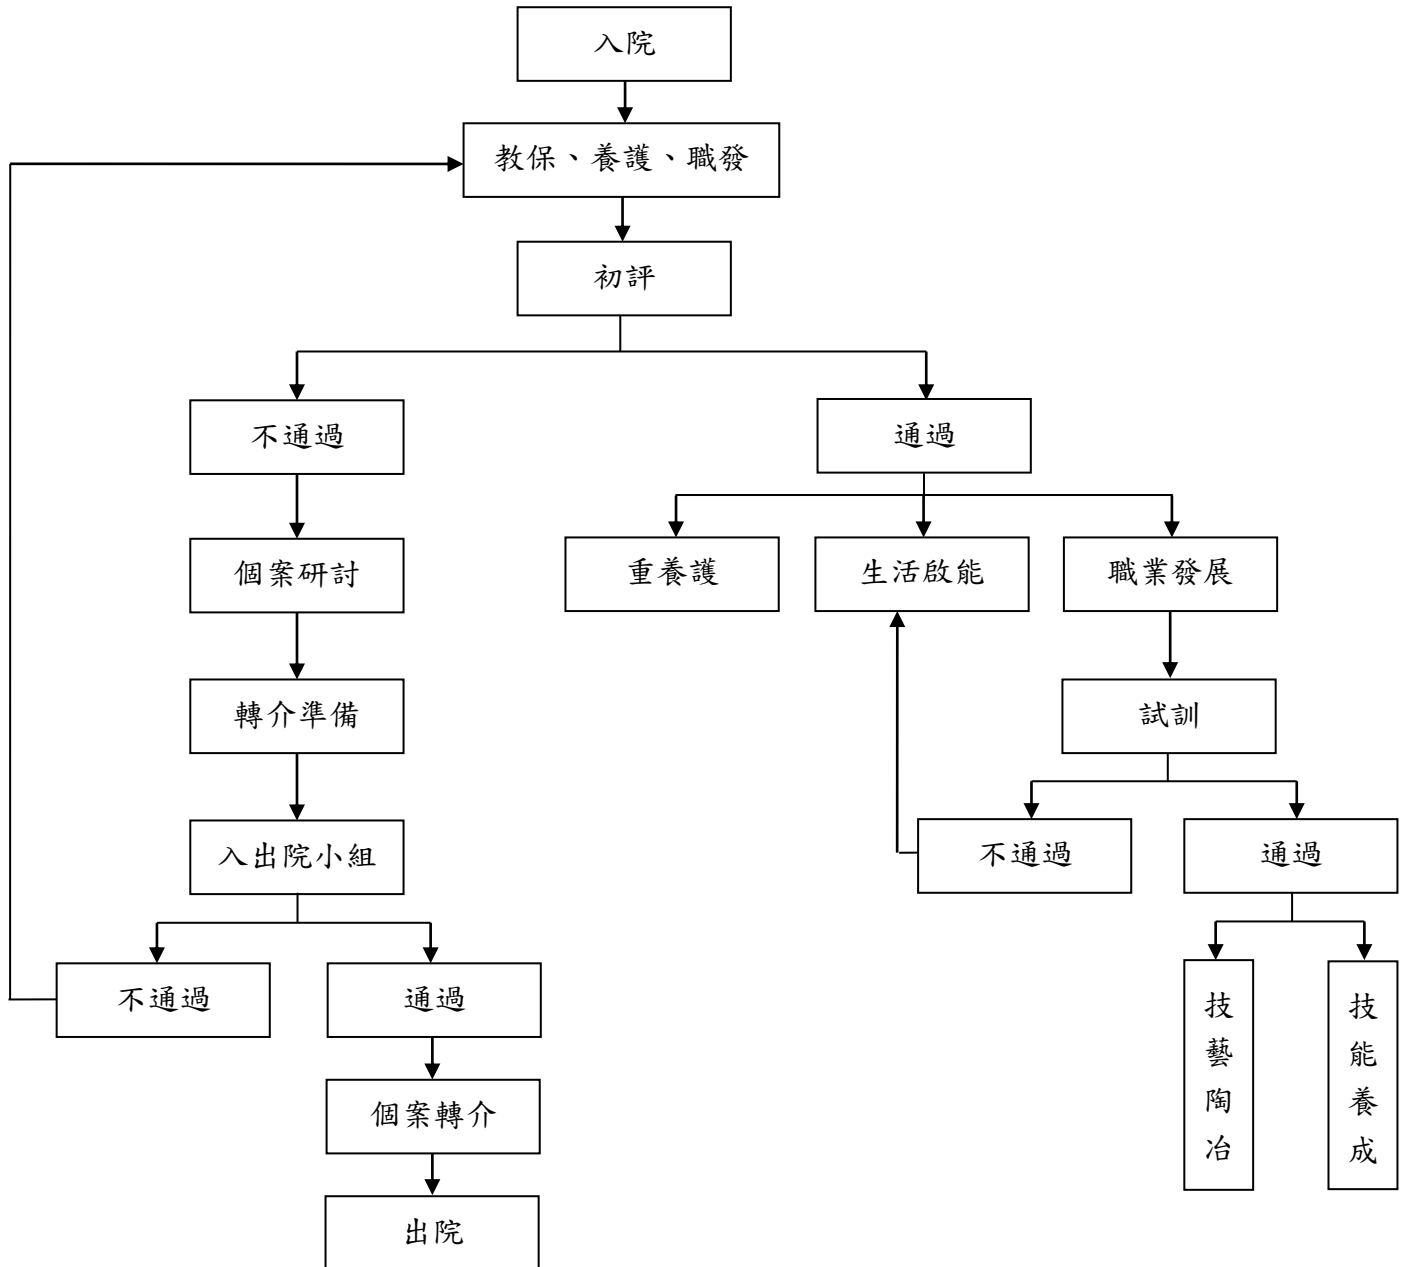 入院
教保、養護、職發
初評
不通過
通過
個案研討
重養護
生活啟能
職業發展
轉介準備
試訓
入出院小組
不通過
通過
不通過
通過
技藝陶冶
技能養成
個案轉介
出院